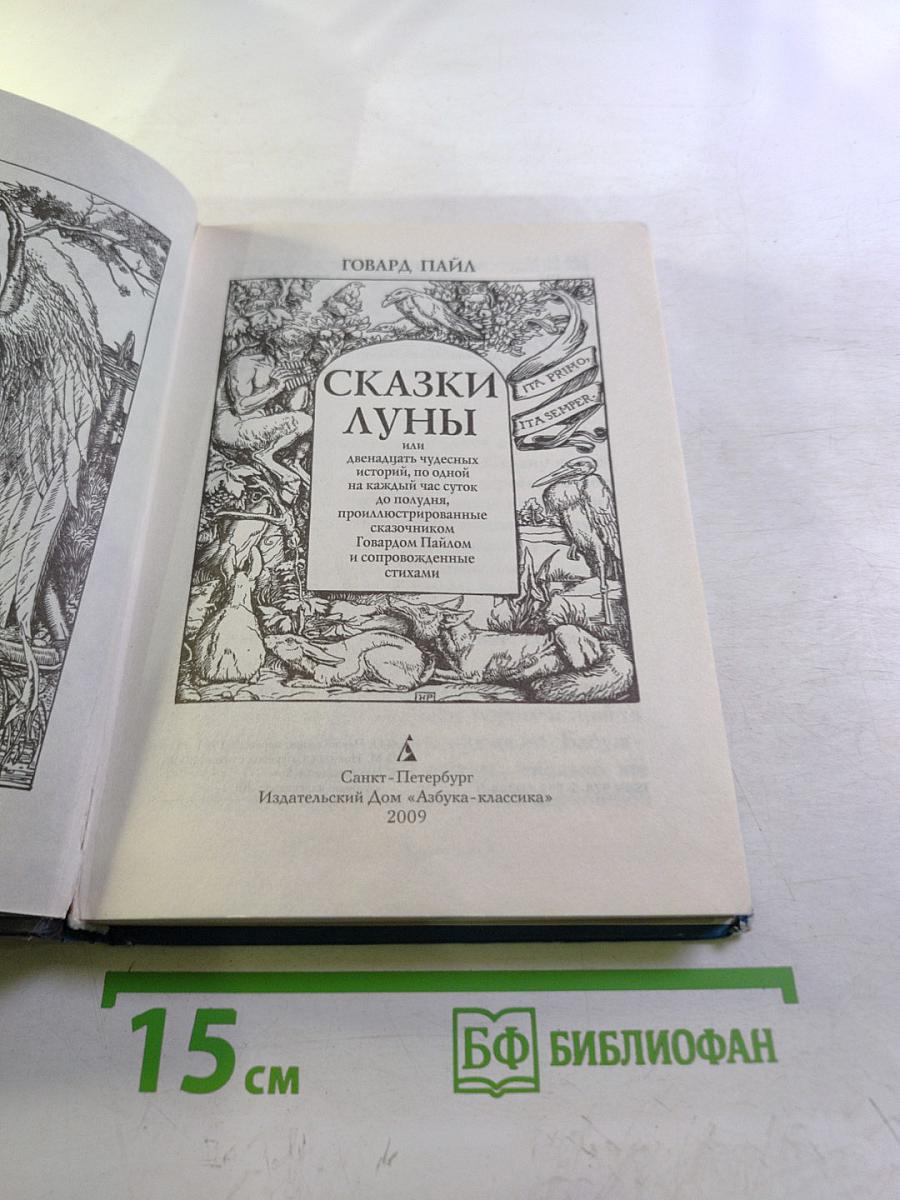 ГОВАРД ПАЙЛ
ITA PRIMO,
ITA SEMPER.
СКАЗКИ
ЛУНЫ
или
двенадцать чудесных
историй, по одной
на каждый час суток
до полудня,
проиллюстрированные
сказочником
Говардом Пайлом
и сопровожденные
стихами
HP
Санкт-Петербург
Издательский Дом «Азбука-классика»
2009
15 см
БФ БИБЛИОФАН